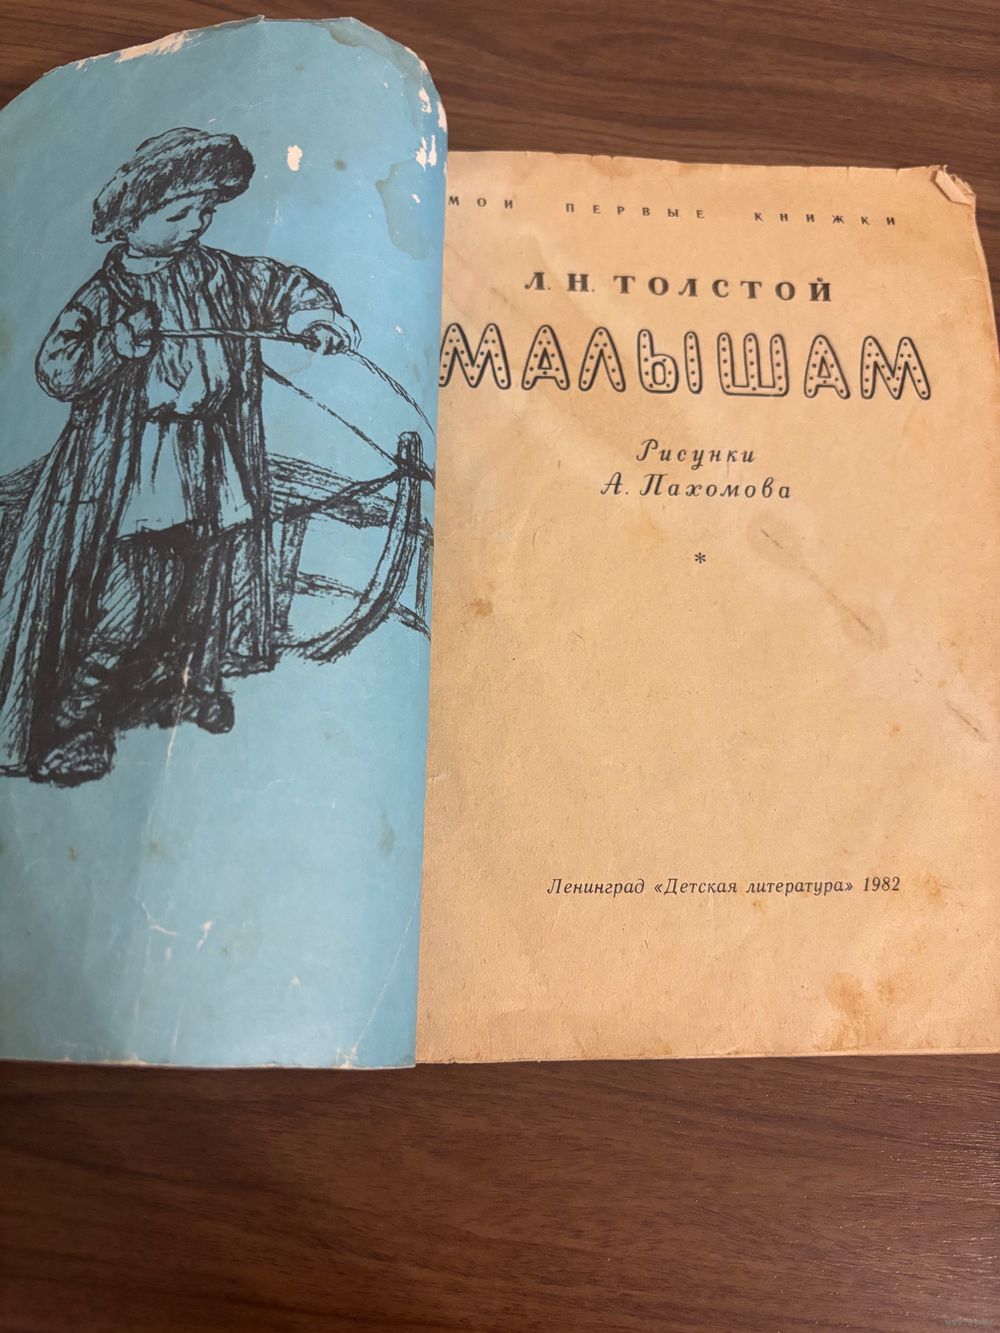 МОИ ПЕРВЫЕ КНИЖКИ
Л. Н. ТОЛСТОЙ
МАЛЫШАМ
Рисунки
А. Пахомова
*
Ленинград «Детская литература» 1982